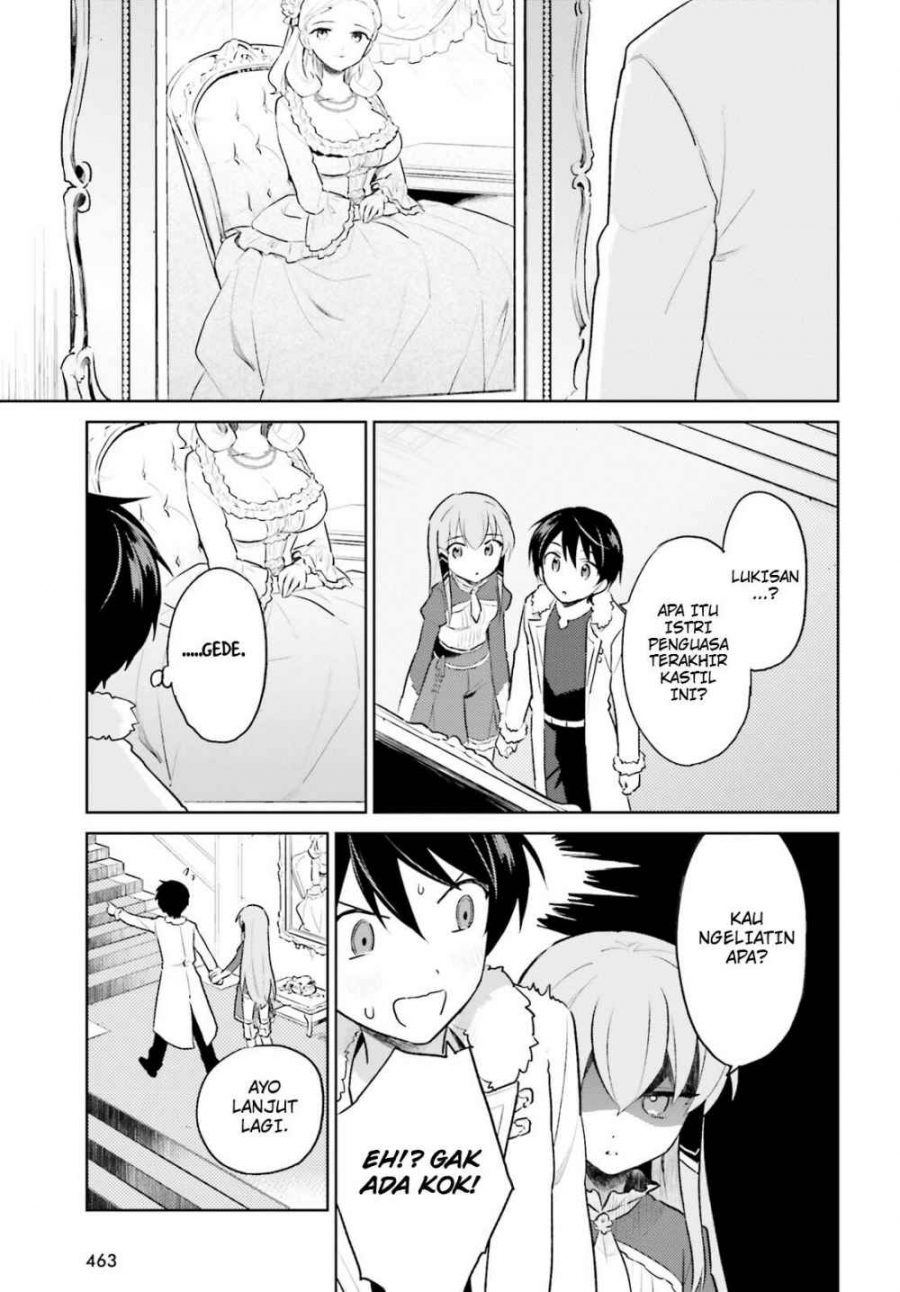 LUKISAN
...?
APA ITU
ISTRI
PENGUASA
TERAKHIR
KASTIL
INI?
.....GEDE.
KAU
NGELIATIN
APA?
EH!? GAK
ADA KOK!
AYO
LANJUT
LAGI.
463